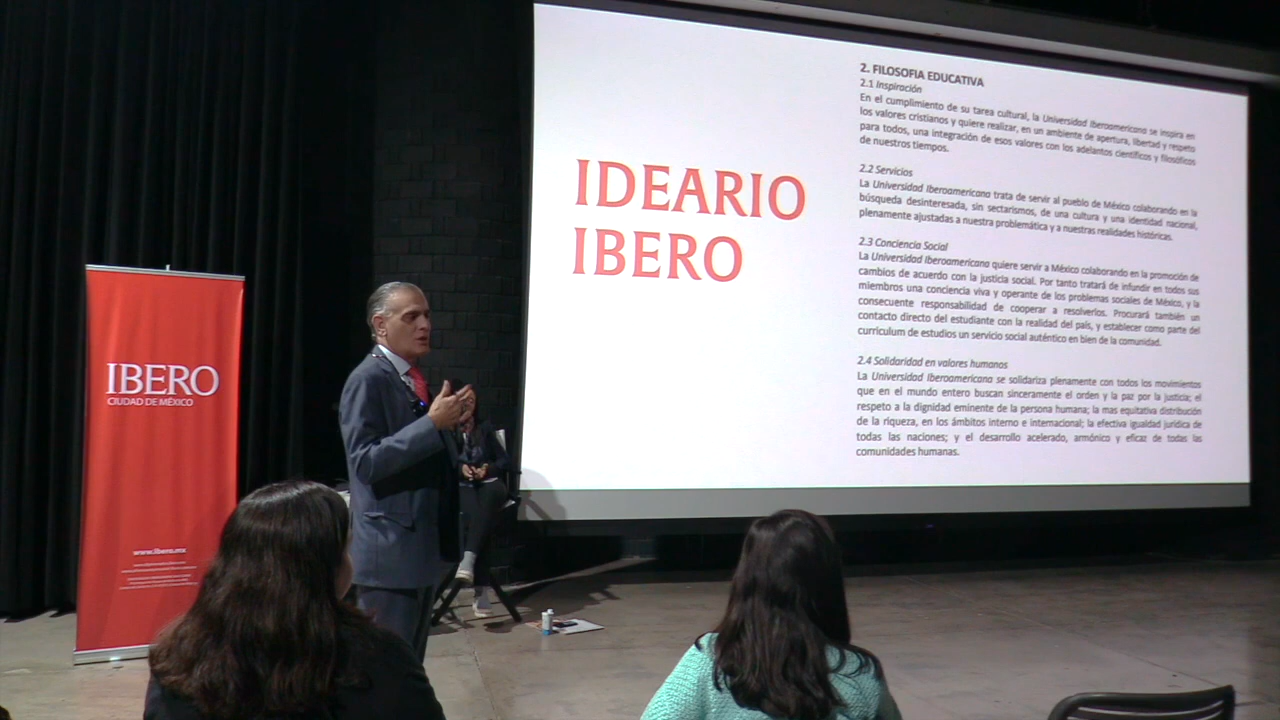 IBERO
CIUDAD DE MÉXICO
www.ibero.mx
IDEARIO
IBERO
2. FILOSOFIA EDUCATIVA
2.1 Inspiración
En el cumplimiento de su tarea cultural, la Universidad Iberoamericana se inspira en
los valores cristianos y quiere realizar, en un ambiente de apertura, libertad y respeto
para todos, una integración de esos valores con los adelantos científicos y filosóficos
de nuestros tiempos.
2.2 Servicios
La Universidad Iberoamericana trata de servir al pueblo de México colaborando en la
búsqueda desinteresada, sin sectarismos, de una cultura y una identidad nacional,
plenamente ajustadas a nuestra problemática y a nuestras realidades históricas.
2.3 Conciencia Social
La Universidad Iberoamericana quiere servir a México colaborando en la promoción de
cambios de acuerdo con la justicia social. Por tanto tratará de infundir en todos sus
miembros una conciencia viva y operante de los problemas sociales de México, y la
consecuente responsabilidad de cooperar a resolverlos. Procurará también un
contacto directo del estudiante con la realidad del país, y establecer como parte del
curriculum de estudios un servicio social auténtico en bien de la comunidad.
2.4 Solidaridad en valores humanos
La Universidad Iberoamericana se solidariza plenamente con todos los movimientos
que en el mundo entero buscan sinceramente el orden y la paz por la justicia; el
respeto a la dignidad eminente de la persona humana; la mas equitativa distribución
de la riqueza, en los ámbitos interno e internacional; la efectiva igualdad jurídica de
todas las naciones; y el desarrollo acelerado, armónico y eficaz de todas las
comunidades humanas.